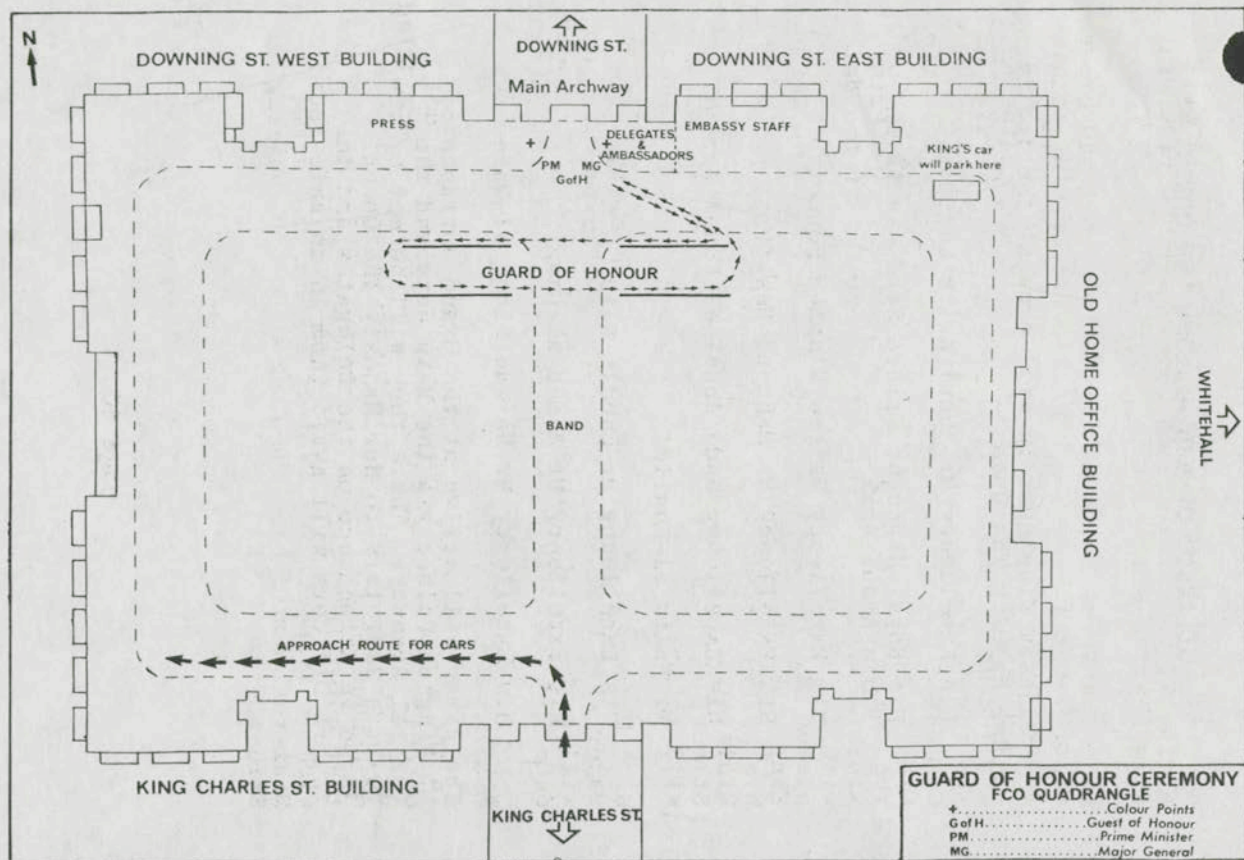 N
DOWNING ST. WEST BUILDING
DOWNING ST.
Main Archway
DOWNING ST. EAST BUILDING
PRESS
+
+
DELEGATES
&
AMBASSADORS
EMBASSY STAFF
KING'S car
will park here
PM
MG
GofH
GUARD OF HONOUR
BAND
OLD HOME OFFICE BUILDING
WHITEHALL
APPROACH ROUTE FOR CARS
KING CHARLES ST. BUILDING
KING CHARLES ST.
GUARD OF HONOUR CEREMONY
FCO QUADRANGLE
+..................Colour Points
GofH.............Guest of Honour
PM................Prime Minister
MG................Major General